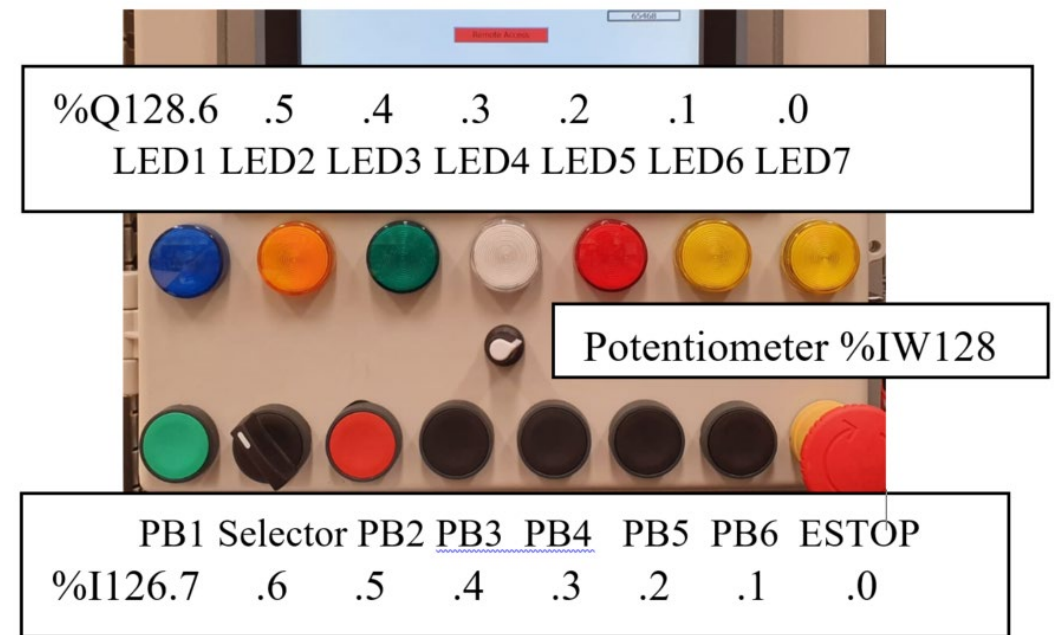 65468
Remote Access
%Q128.6 .5 .4 .3 .2 .1 .0
LED1 LED2 LED3 LED4 LED5 LED6 LED7
Potentiometer %IW128
PB1 Selector PB2 PB3 PB4 PB5 PB6 ESTOP
%I126.7 .6 .5 .4 .3 .2 .1 .0